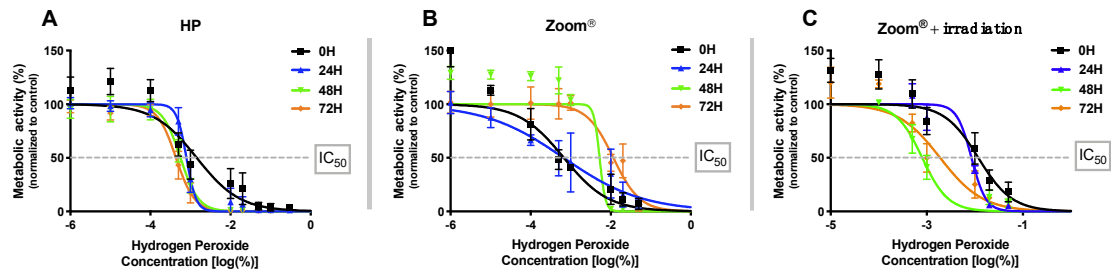 A
HP
Metabolic activity (%)
(normalized to control)
150
100
50
0
-6
-4
-2
0
Hydrogen Peroxide
Concentration [log(%)]
0H
24H
48H
72H
IC50
B
Zoom®
Metabolic activity (%)
(normalized to control)
150
100
50
0
-6
-4
-2
0
Hydrogen Peroxide
Concentration [log(%)]
0H
24H
48H
72H
IC50
C
Zoom® + irradiation
Metabolic activity (%)
(normalized to control)
150
100
50
0
-5
-3
-1
Hydrogen Peroxide
Concentration [log(%)]
0H
24H
48H
72H
IC50